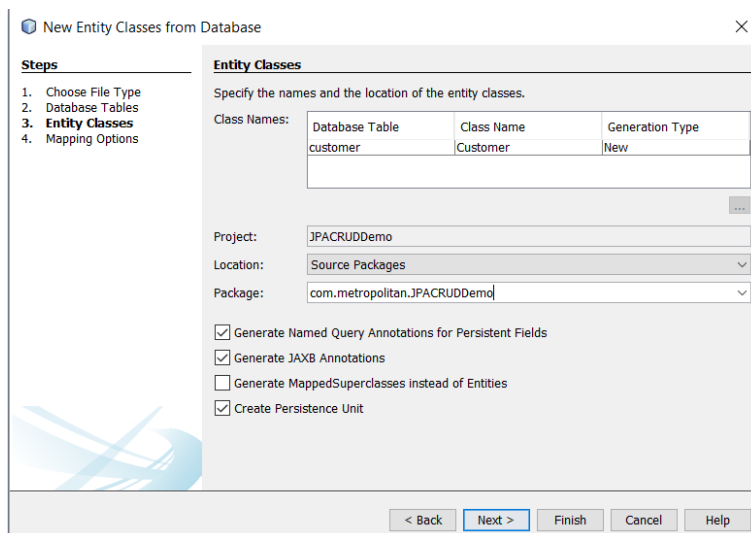 New Entity Classes from Database
Steps
1. Choose File Type
2. Database Tables
3. Entity Classes
4. Mapping Options
Entity Classes
Specify the names and the location of the entity classes.
Class Names:
Database Table Class Name Generation Type
customer Customer New
...
Project: JPACRUDDemo
Location: Source Packages
Package: com.metropolitan.JPACRUDDemo
Generate Named Query Annotations for Persistent Fields
Generate JAXB Annotations
Generate MappedSuperclasses instead of Entities
Create Persistence Unit
< Back Next > Finish Cancel Help